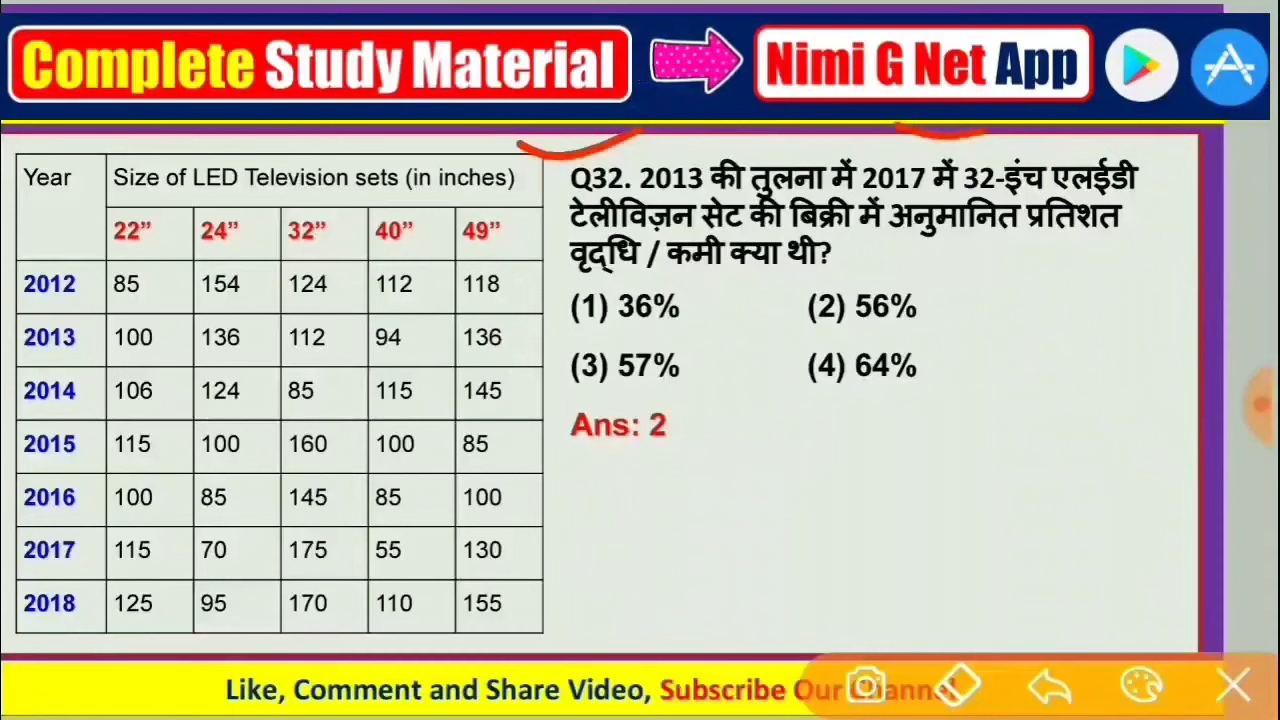 Complete Study Material
Nimi G Net App
Year Size of LED Television sets (in inches)
22” 24” 32” 40” 49”
2012 85 154 124 112 118
2013 100 136 112 94 136
2014 106 124 85 115 145
2015 115 100 160 100 85
2016 100 85 145 85 100
2017 115 70 175 55 130
2018 125 95 170 110 155
Q32. 2013 की तुलना में 2017 में 32-इंच एलईडी
टेलीविज़न सेट की बिक्री में अनुमानित प्रतिशत
वृद्धि / कमी क्या थी?
(1) 36% (2) 56%
(3) 57% (4) 64%
Ans: 2
Like, Comment and Share Video, Subscribe Our Channel